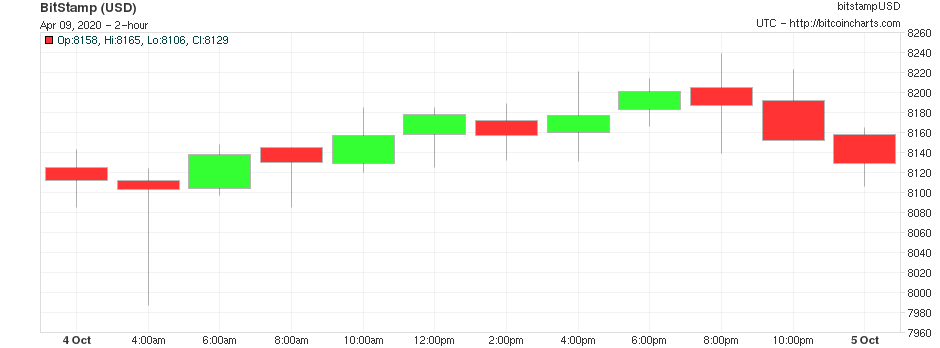 BitStamp (USD)
bitstampUSD
Apr 09, 2020 - 2-hour
UTC - http://bitcoincharts.com
Op:8158, Hi:8165, Lo:8106, Cl:8129
8260
8240
8220
8200
8180
8160
8140
8120
8100
8080
8060
8040
8020
8000
7980
7960
4 Oct 4:00am 6:00am 8:00am 10:00am 12:00pm 2:00pm 4:00pm 6:00pm 8:00pm 10:00pm 5 Oct